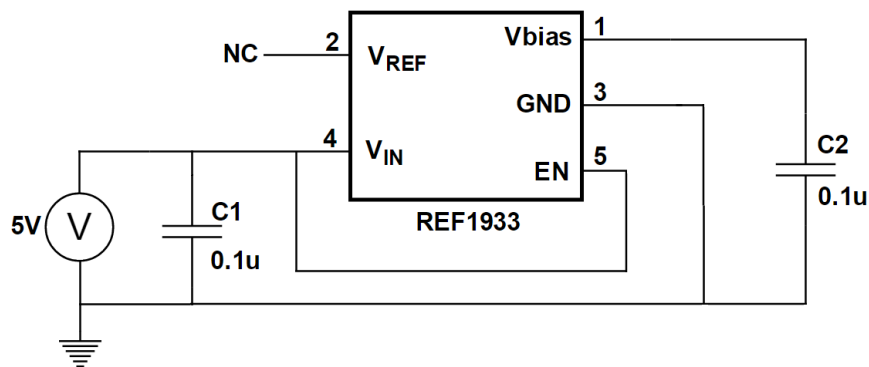 NC 2 VREF
Vbias 1
GND 3
4 VIN
EN 5
REF1933
5V
V
C1
0.1u
C2
0.1u